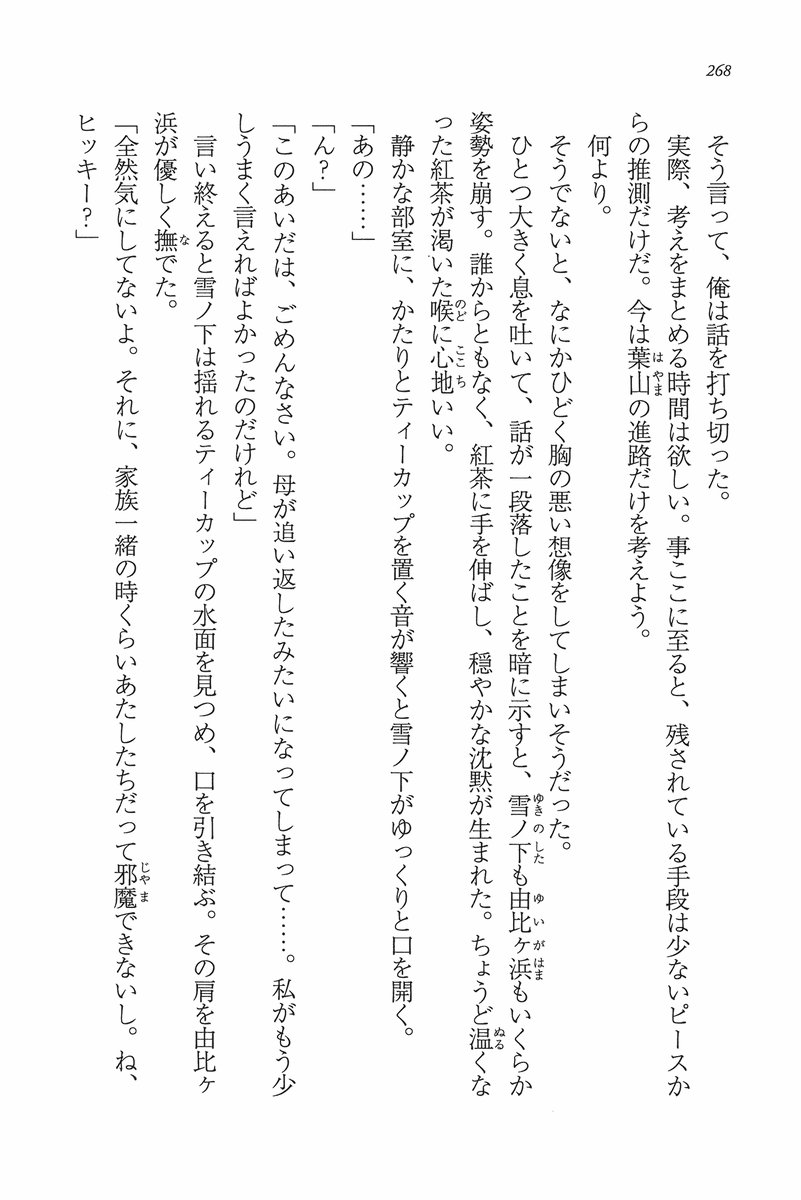 268
そう言って、俺は話を打ち切った。
実際、考えをまとめる時間は欲しい。事ここに至ると、残されている手段は少ないピースか
らの推測だけだ。今は葉山の進路だけを考えよう。
何より。
そうでないと、なにかひどく胸の悪い想像をしてしまいそうだった。
ひとつ大きく息を吐いて、話が一段落したことを暗に示すと、雪ノ下も由比ヶ浜もいくらか
姿勢を崩す。誰からともなく、紅茶に手を伸ばし、穏やかな沈黙が生まれた。ちょうど温くな
った紅茶が渇いた喉に心地いい。
静かな部室に、かたりとティーカップを置く音が響くと雪ノ下がゆっくりと口を開く。
「あの……」
「ん？」
「このあいだは、ごめんなさい。母が追い返したみたいになってしまって……。私がもう少
しうまく言えればよかったのだけれど」
言い終えると雪ノ下は揺れるティーカップの水面を見つめ、口を引き結ぶ。その肩を由比ヶ
浜が優しく撫でた。
「全然気にしてないよ。それに、家族一緒の時くらいあたしたちだって邪魔できないし。ね、
ヒッキー？」